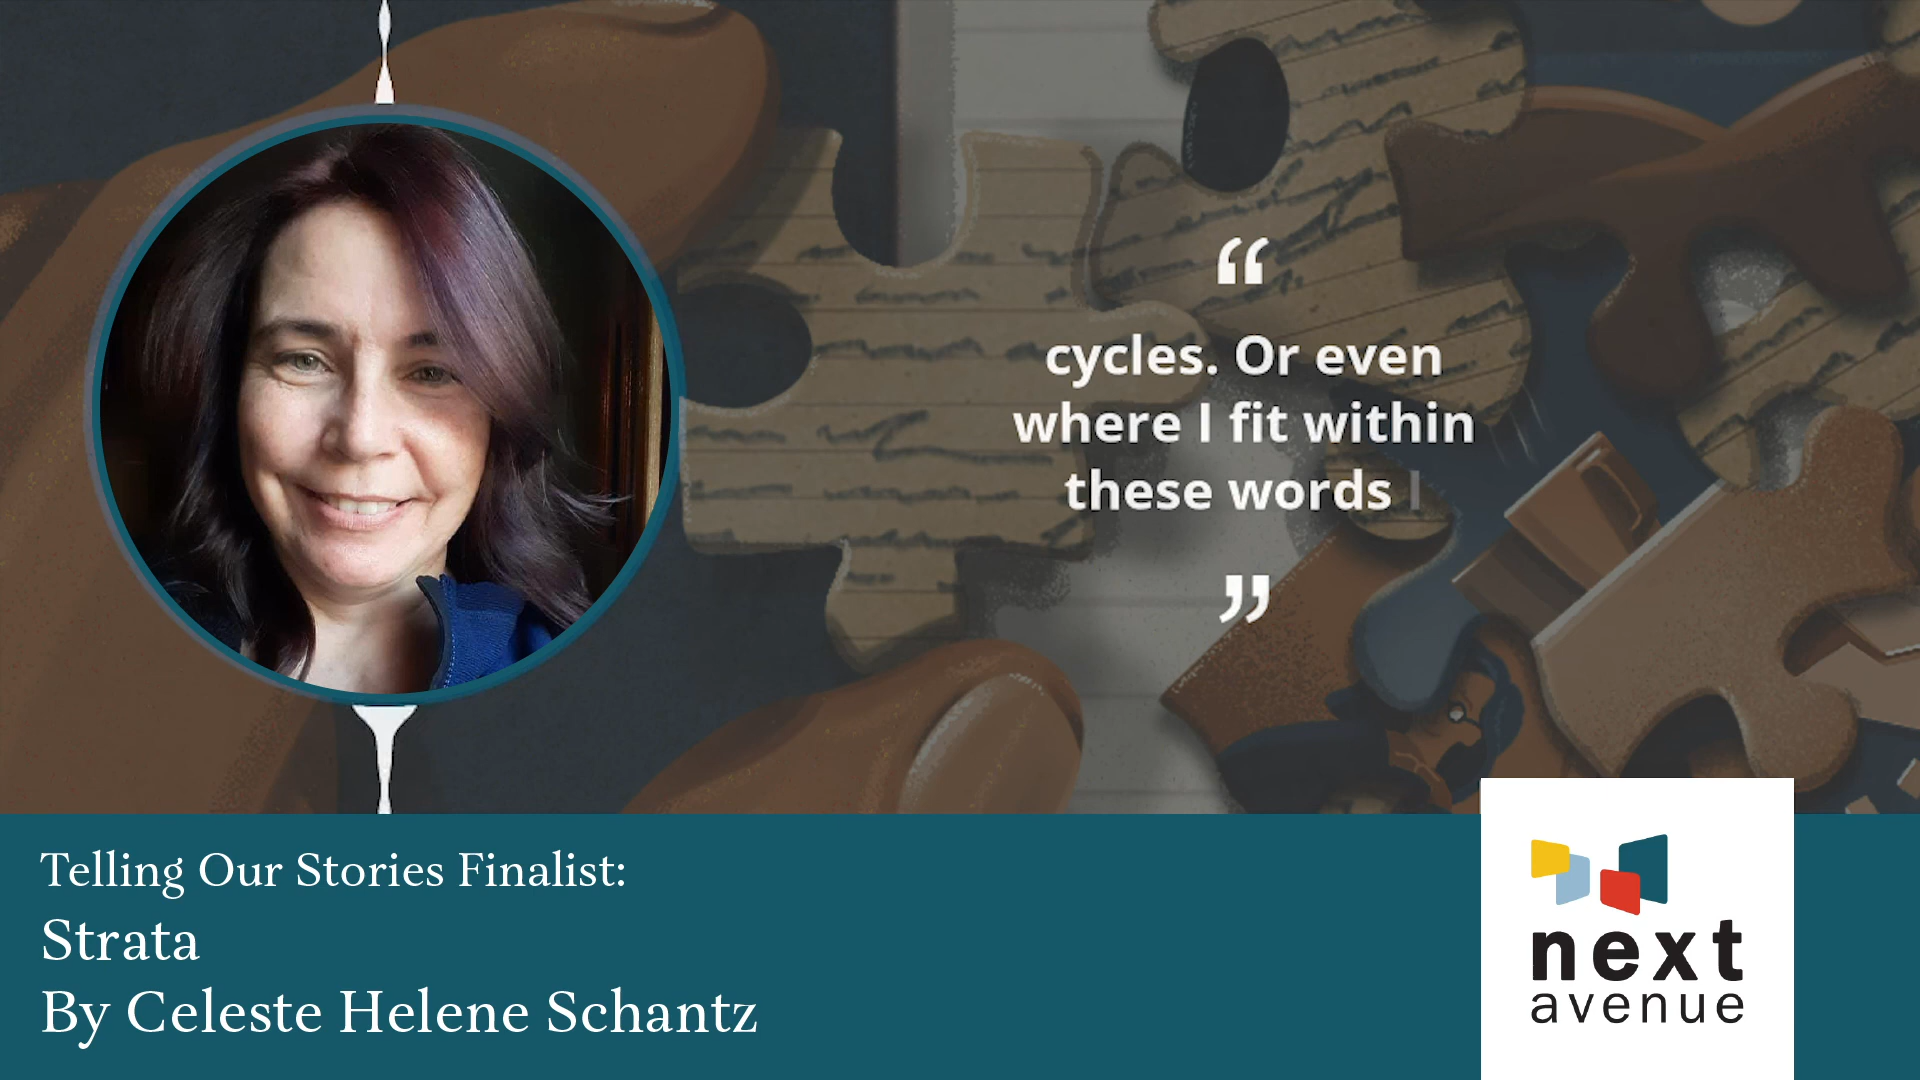 “
cycles. Or even
where I fit within
these words I
”
Telling Our Stories Finalist:
Strata
By Celeste Helene Schantz
next
avenue